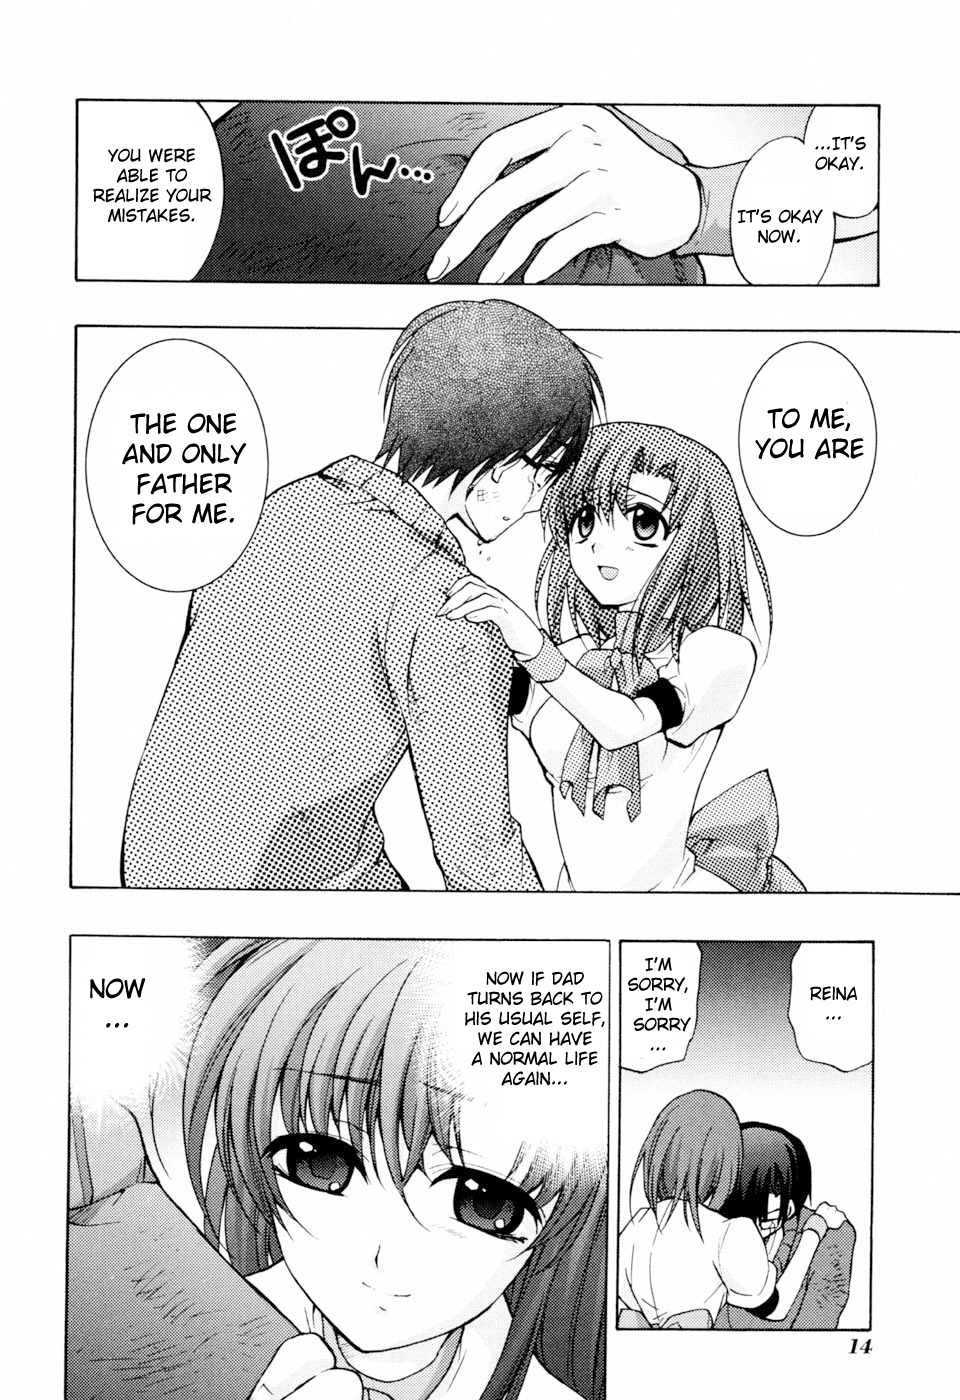 ...IT'S
OKAY.
IT'S OKAY
NOW.
ぽん...
YOU WERE
ABLE TO
REALIZE YOUR
MISTAKES.
TO ME,
YOU ARE
THE ONE
AND ONLY
FATHER
FOR ME.
REINA
...
I'M
SORRY,
I'M
SORRY
...
NOW IF DAD
TURNS BACK TO
HIS USUAL SELF,
WE CAN HAVE
A NORMAL LIFE
AGAIN...
NOW
...
14